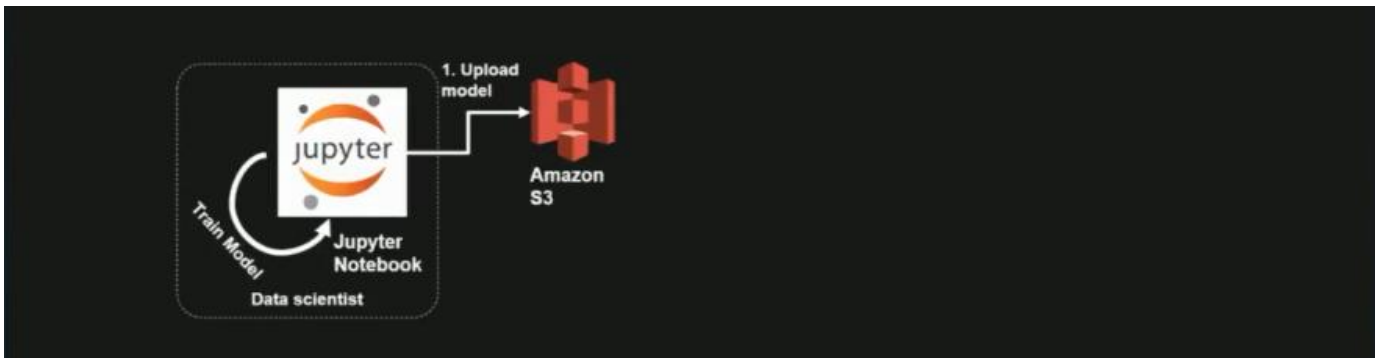 1. Upload
model
jupyter
Amazon
S3
Train Model
Jupyter
Notebook
Data scientist